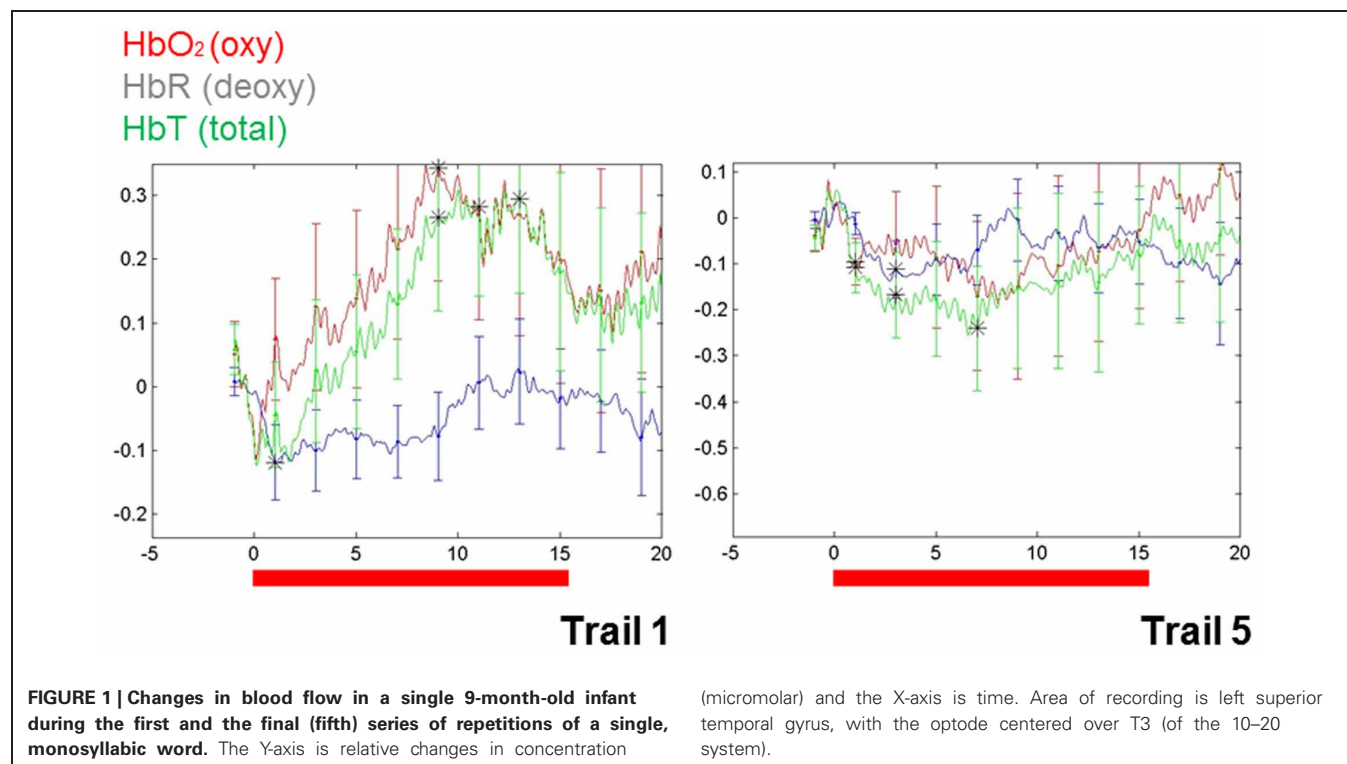 HbO₂ (oxy)
HbR (deoxy)
HbT (total)
0.3
0.2
0.1
0
-0.1
-0.2
-5 0 5 10 15 20
Trail 1
0.1
0
-0.1
-0.2
-0.3
-0.4
-0.5
-0.6
-5 0 5 10 15 20
Trail 5
FIGURE 1 | Changes in blood flow in a single 9-month-old infant
during the first and the final (fifth) series of repetitions of a single,
monosyllabic word. The Y-axis is relative changes in concentration
(micromolar) and the X-axis is time. Area of recording is left superior
temporal gyrus, with the optode centered over T3 (of the 10–20
system).